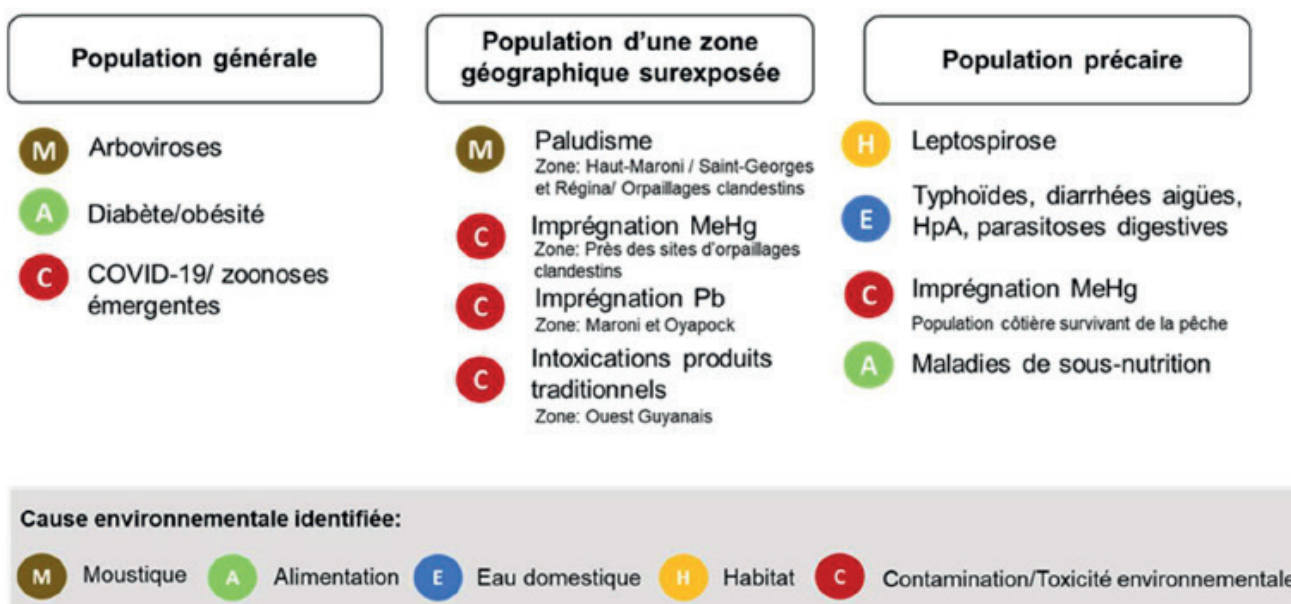 Population générale
M Arboviroses
A Diabète/obésité
C COVID-19/ zoonoses
émergentes
Population d'une zone
géographique surexposée
M Paludisme
Zone: Haut-Maroni / Saint-Georges
et Régina/ Orpaillages clandestins
C Imprégnation MeHg
Zone: Près des sites d'orpaillages
clandestins
C Imprégnation Pb
Zone: Maroni et Oyapock
C Intoxications produits
traditionnels
Zone: Ouest Guyanais
Population précaire
H Leptospirose
E Typhoïdes, diarrhées aigües,
HpA, parasitoses digestives
C Imprégnation MeHg
Population côtière survivant de la pêche
A Maladies de sous-nutrition
Cause environnementale identifiée:
M Moustique A Alimentation E Eau domestique H Habitat C Contamination/Toxicité environnementale